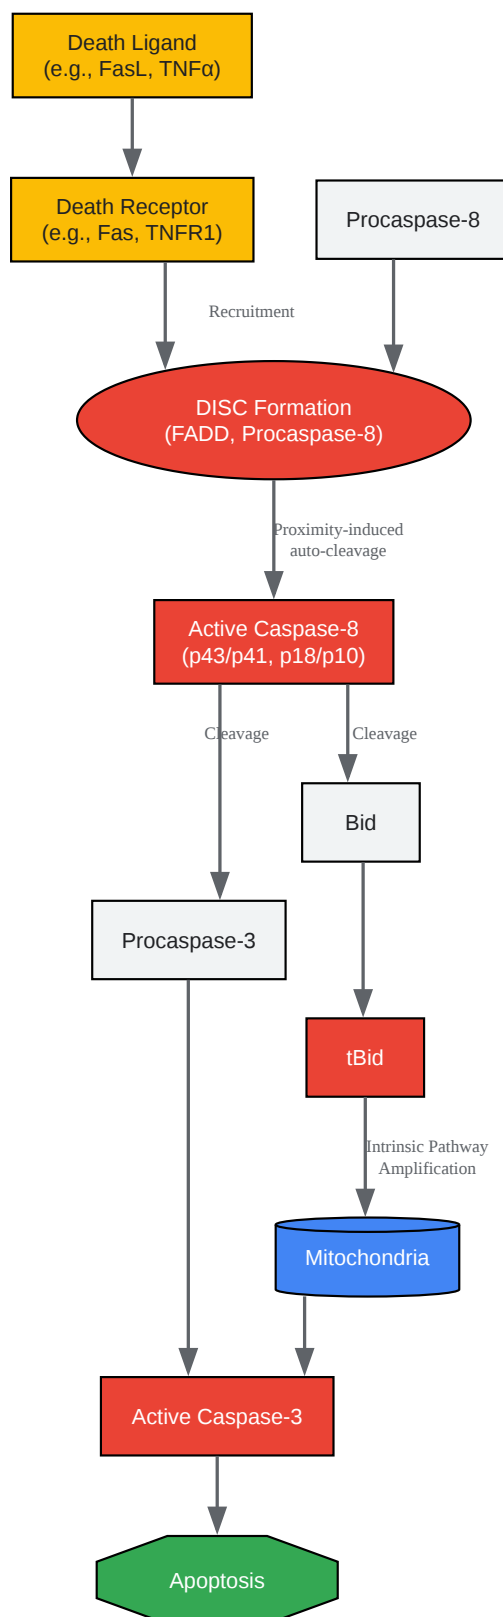 Death Ligand
(e.g., FasL, TNFα)
Death Receptor
(e.g., Fas, TNFR1)
Procaspase-8
Recruitment
DISC Formation
(FADD, Procaspase-8)
Proximity-induced
auto-cleavage
Active Caspase-8
(p43/p41, p18/p10)
Cleavage
Cleavage
Bid
Procaspase-3
tBid
Intrinsic Pathway
Amplification
Mitochondria
Active Caspase-3
Apoptosis